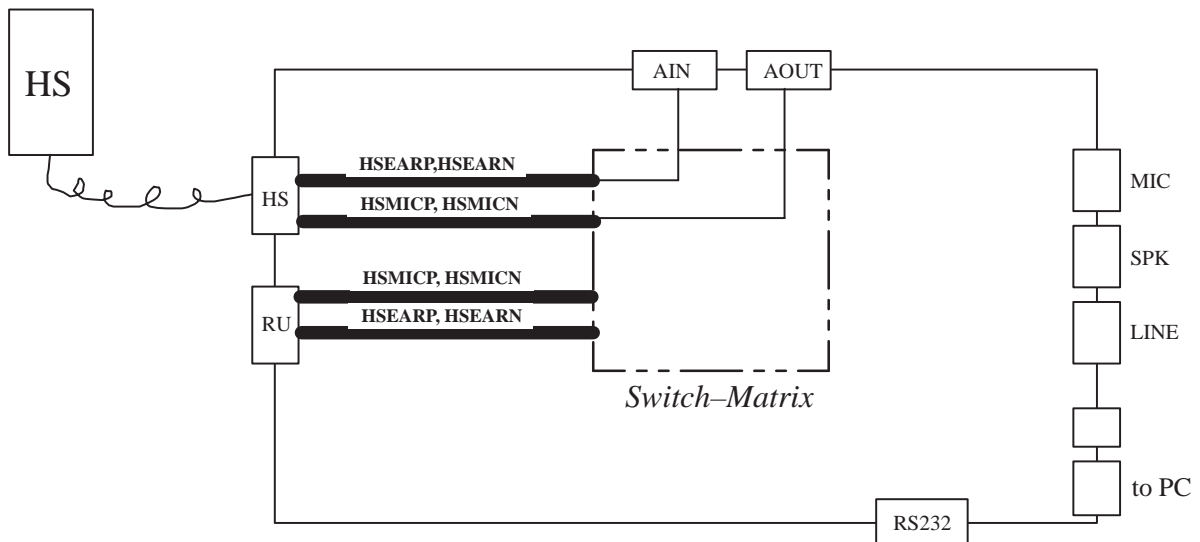 HS
AIN
AOUT
HSEARP,HSEARN
HS
HSMICP, HSMICN
MIC
SPK
HSMICP, HSMICN
RU
HSEARP, HSEARN
LINE
Switch–Matrix
to PC
RS232